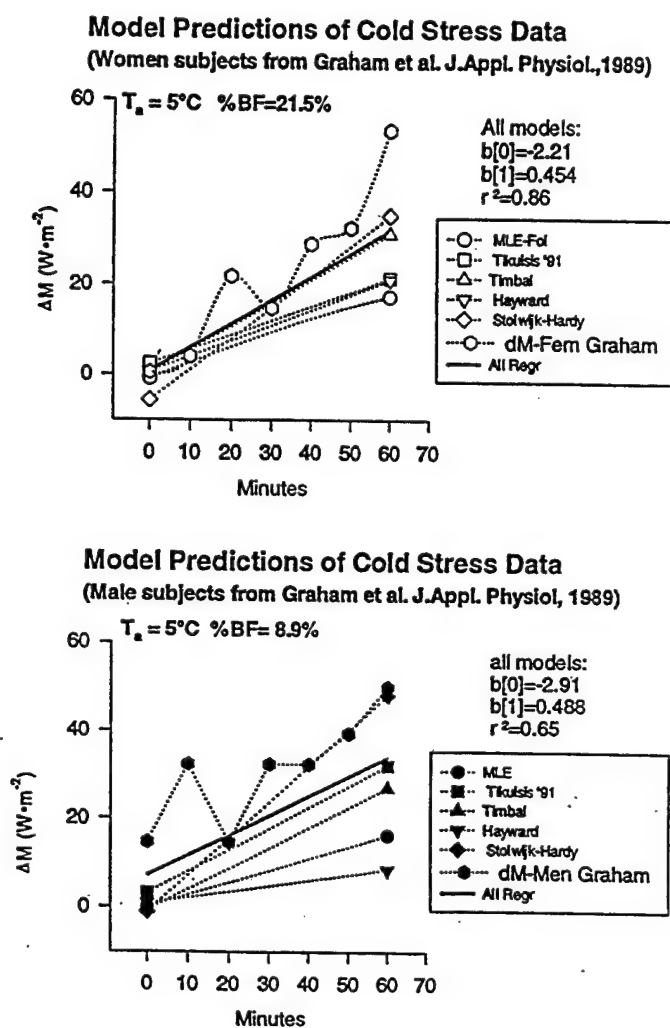 Model Predictions of Cold Stress Data
(Women subjects from Graham et al. J.Appl. Physiol.,1989)
Ta = 5°C %BF=21.5%
All models:
b[0]=-2.21
b[1]=0.454
r²=0.86
MLE-Fol
Tikuisis '91
Timbal
Hayward
Stolwijk-Hardy
dM-Fem Graham
All Regr
ΔM (W•m-2)
60
40
20
0
0 10 20 30 40 50 60 70
Minutes
Model Predictions of Cold Stress Data
(Male subjects from Graham et al. J.Appl. Physiol, 1989)
Ta = 5°C %BF= 8.9%
all models:
b[0]=-2.91
b[1]=0.488
r²=0.65
MLE
Tikuisis '91
Timbal
Hayward
Stolwijk-Hardy
dM-Men Graham
All Regr
ΔM (W•m-2)
60
40
20
0
0 10 20 30 40 50 60 70
Minutes